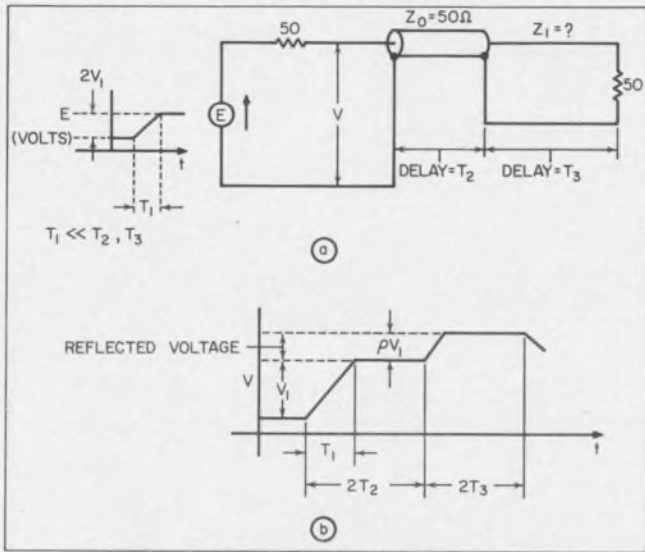 50
Z₀=50Ω
Z₁=?
2V₁
E
(VOLTS)
t
T₁
E
V
50
DELAY=T₂
DELAY=T₃
T₁ << T₂ , T₃
a
REFLECTED VOLTAGE
ρV₁
V
V₁
T₁
t
2T₂
2T₃
b